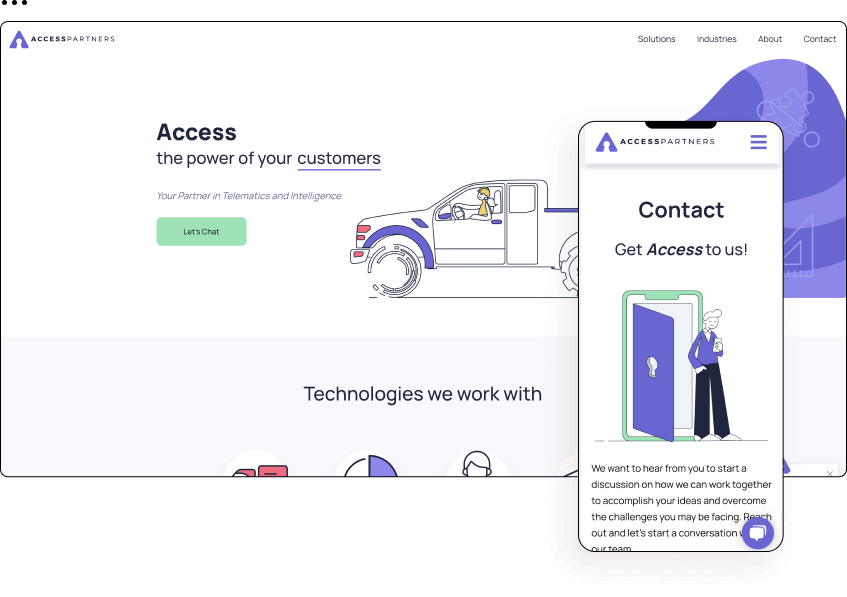 ACCESSPARTNERS
Solutions Industries About Contact
Access
the power of your customers
Your Partner in Telematics and Intelligence
Let's Chat
Technologies we work with
ACCESSPARTNERS
Contact
Get Access to us!
We want to hear from you to start a
discussion on how we can work together
to accomplish your ideas and overcome
the challenges you may be facing. Reach
out and let's start a conversation
our team